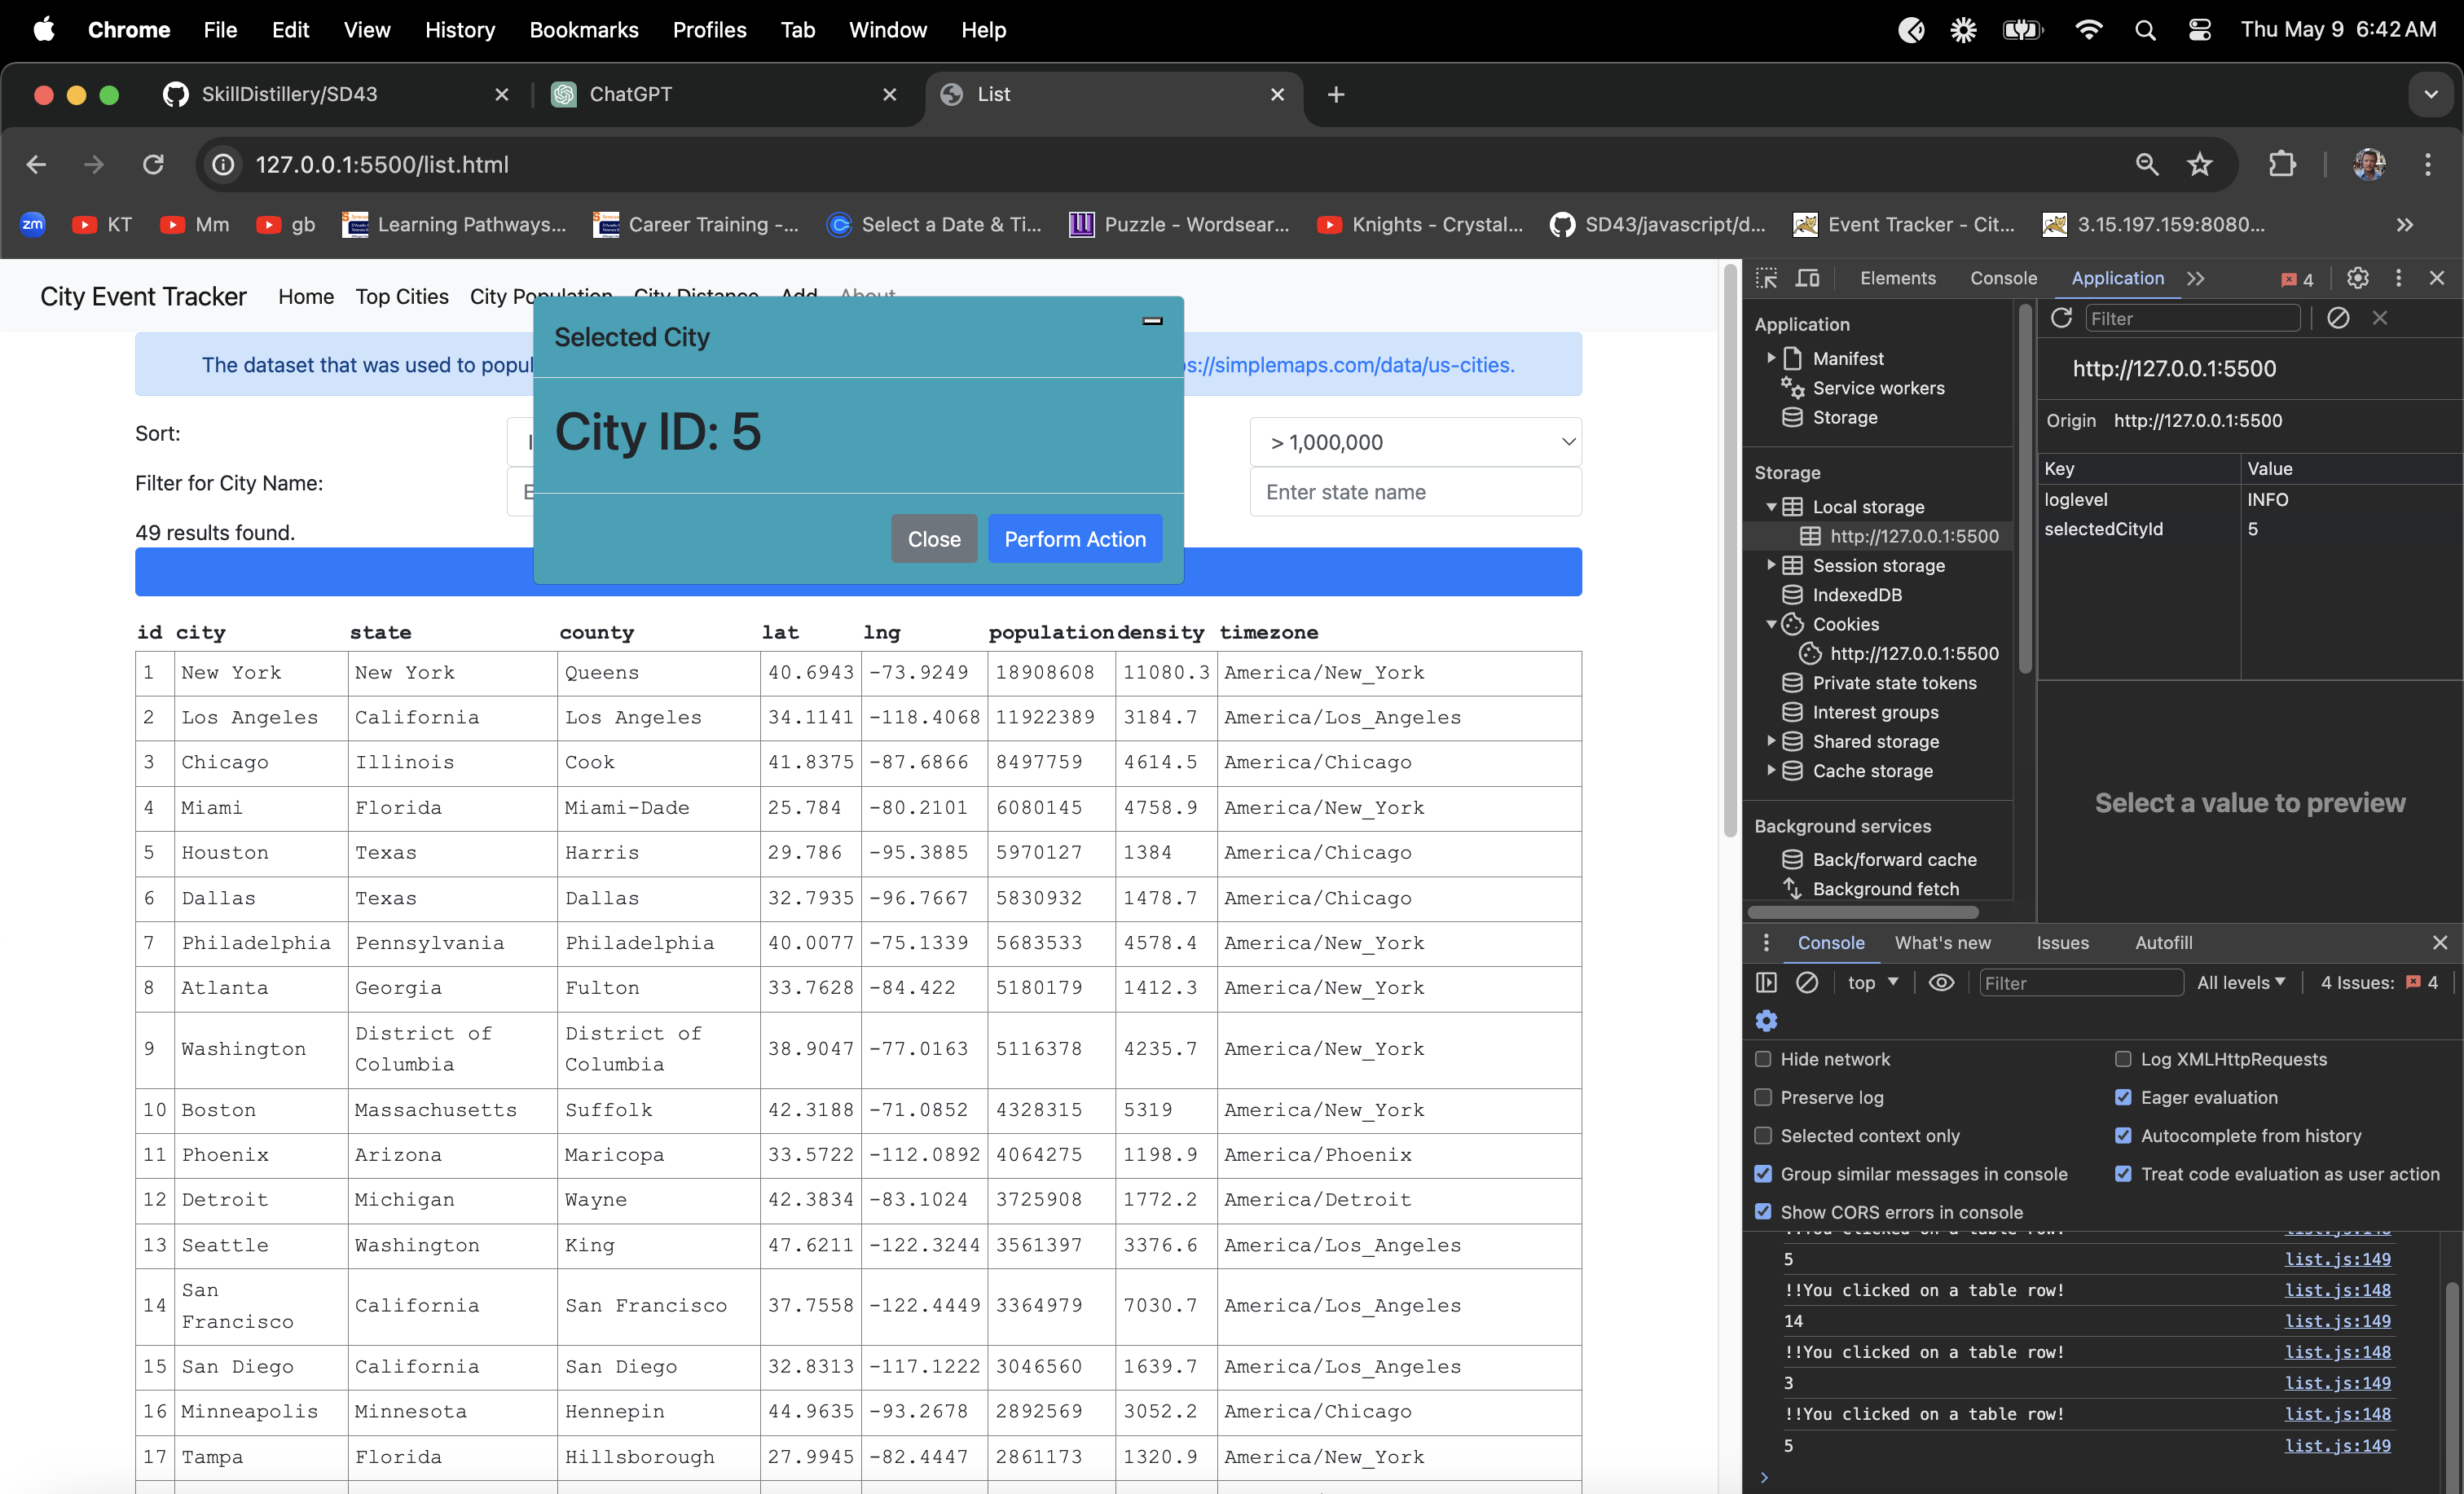 Chrome File Edit View History Bookmarks Profiles Tab Window Help Thu May 9 6:42 AM
SkillDistillery/SD43 ChatGPT List
127.0.0.1:5500/list.html
zm KT Mm gb Learning Pathways... Career Training -... Select a Date & Ti... Puzzle - Wordsear... Knights - Crystal... SD43/javascript/d... Event Tracker - Cit... 3.15.197.159:8080...
City Event Tracker Home Top Cities City Population City Distance Add About
Selected City
The dataset that was used to popul
ps://simplemaps.com/data/us-cities.
City ID: 5
Sort:
> 1,000,000
Filter for City Name:
Enter state name
49 results found.
Close Perform Action
id city state county lat lng population density timezone
1 New York New York Queens 40.6943 -73.9249 18908608 11080.3 America/New_York
2 Los Angeles California Los Angeles 34.1141 -118.4068 11922389 3184.7 America/Los_Angeles
3 Chicago Illinois Cook 41.8375 -87.6866 8497759 4614.5 America/Chicago
4 Miami Florida Miami-Dade 25.784 -80.2101 6080145 4758.9 America/New_York
5 Houston Texas Harris 29.786 -95.3885 5970127 1384 America/Chicago
6 Dallas Texas Dallas 32.7935 -96.7667 5830932 1478.7 America/Chicago
7 Philadelphia Pennsylvania Philadelphia 40.0077 -75.1339 5683533 4578.4 America/New_York
8 Atlanta Georgia Fulton 33.7628 -84.422 5180179 1412.3 America/New_York
9 Washington District of Columbia District of Columbia 38.9047 -77.0163 5116378 4235.7 America/New_York
10 Boston Massachusetts Suffolk 42.3188 -71.0852 4328315 5319 America/New_York
11 Phoenix Arizona Maricopa 33.5722 -112.0892 4064275 1198.9 America/Phoenix
12 Detroit Michigan Wayne 42.3834 -83.1024 3725908 1772.2 America/Detroit
13 Seattle Washington King 47.6211 -122.3244 3561397 3376.6 America/Los_Angeles
14 San Francisco California San Francisco 37.7558 -122.4449 3364979 7030.7 America/Los_Angeles
15 San Diego California San Diego 32.8313 -117.1222 3046560 1639.7 America/Los_Angeles
16 Minneapolis Minnesota Hennepin 44.9635 -93.2678 2892569 3052.2 America/Chicago
17 Tampa Florida Hillsborough 27.9945 -82.4447 2861173 1320.9 America/New_York
Elements Console Application 4
Application
Manifest
Service workers
Storage
Storage
Local storage
http://127.0.0.1:5500
Session storage
IndexedDB
Cookies
http://127.0.0.1:5500
Private state tokens
Interest groups
Shared storage
Cache storage
Background services
Back/forward cache
Background fetch
Filter
http://127.0.0.1:5500
Origin http://127.0.0.1:5500
Key Value
loglevel INFO
selectedCityId 5
Select a value to preview
Console What's new Issues Autofill
top Filter All levels 4 Issues: 4
Hide network Log XMLHttpRequests
Preserve log Eager evaluation
Selected context only Autocomplete from history
Group similar messages in console Treat code evaluation as user action
Show CORS errors in console
!!You clicked on a table row! list.js:148
5 list.js:149
!!You clicked on a table row! list.js:148
14 list.js:149
!!You clicked on a table row! list.js:148
3 list.js:149
!!You clicked on a table row! list.js:148
5 list.js:149